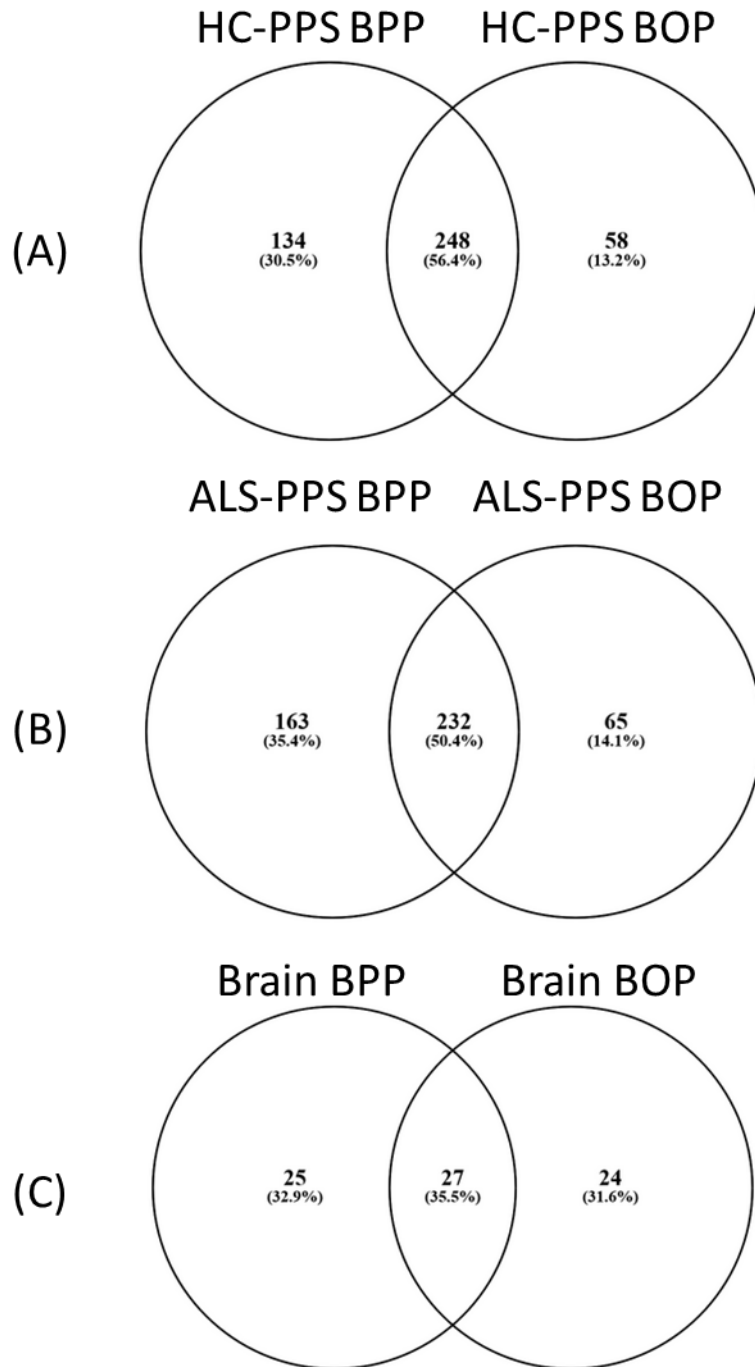 HC-PPS BPP HC-PPS BOP
(A)
134 248 58
(30.5%) (56.4%) (13.2%)
ALS-PPS BPP ALS-PPS BOP
(B)
163 232 65
(35.4%) (50.4%) (14.1%)
Brain BPP Brain BOP
(C)
25 27 24
(32.9%) (35.5%) (31.6%)